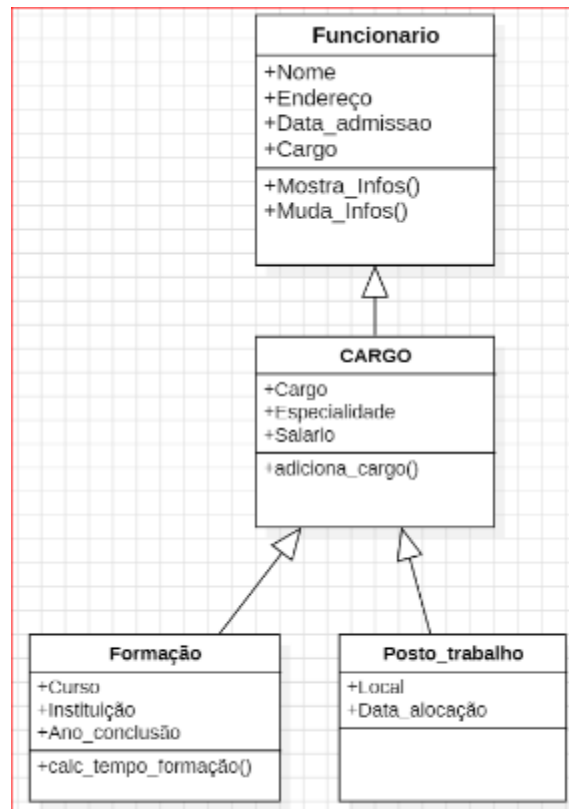 Funcionario
+Nome
+Endereço
+Data_admissao
+Cargo
+Mostra_Infos()
+Muda_Infos()
CARGO
+Cargo
+Especialidade
+Salario
+adiciona_cargo()
Formação
+Curso
+Instituição
+Ano_conclusão
+calc_tempo_formação()
Posto_trabalho
+Local
+Data_alocação